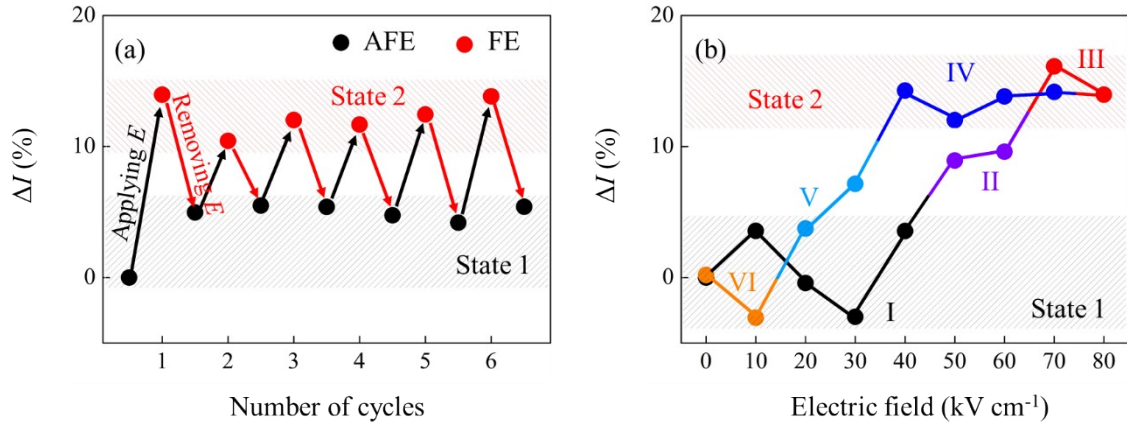 20
10
0
ΔI (%)
(a)
AFE
FE
State 2
Applying E
Removing E
State 1
1 2 3 4 5 6
Number of cycles
20
10
0
ΔI (%)
(b)
III
IV
State 2
II
V
VI
I
State 1
0 10 20 30 40 50 60 70 80
Electric field (kV cm⁻¹)